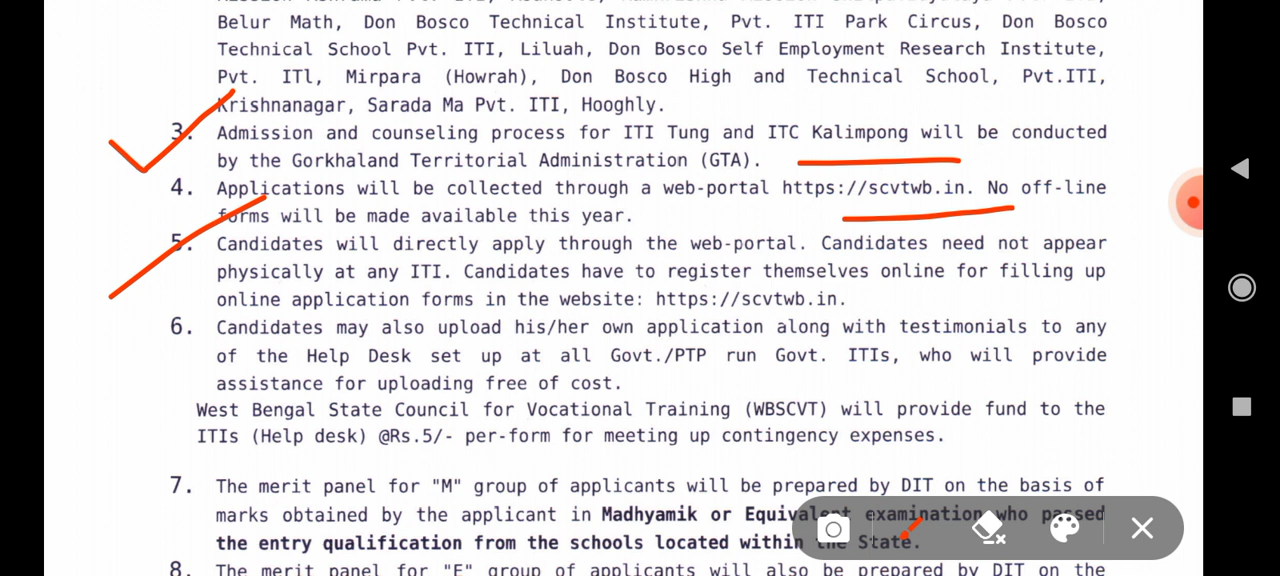 Belur Math, Don Bosco Technical Institute, Pvt. ITI Park Circus, Don Bosco
Technical School Pvt. ITI, Liluah, Don Bosco Self Employment Research Institute,
Pvt. ITl, Mirpara (Howrah), Don Bosco High and Technical School, Pvt.ITI,
Krishnanagar, Sarada Ma Pvt. ITI, Hooghly.
3. Admission and counseling process for ITI Tung and ITC Kalimpong will be conducted
by the Gorkhaland Territorial Administration (GTA).
4. Applications will be collected through a web-portal https://scvtwb.in. No off-line
forms will be made available this year.
5. Candidates will directly apply through the web-portal. Candidates need not appear
physically at any ITI. Candidates have to register themselves online for filling up
online application forms in the website: https://scvtwb.in.
6. Candidates may also upload his/her own application along with testimonials to any
of the Help Desk set up at all Govt./PTP run Govt. ITIs, who will provide
assistance for uploading free of cost.
West Bengal State Council for Vocational Training (WBSCVT) will provide fund to the
ITIs (Help desk) @Rs.5/- per-form for meeting up contingency expenses.
7. The merit panel for "M" group of applicants will be prepared by DIT on the basis of
marks obtained by the applicant in Madhyamik or Equivalent examination who passed
the entry qualification from the schools located within the State.
8. The merit panel for "E" group of applicants will also be prepared by DIT on the